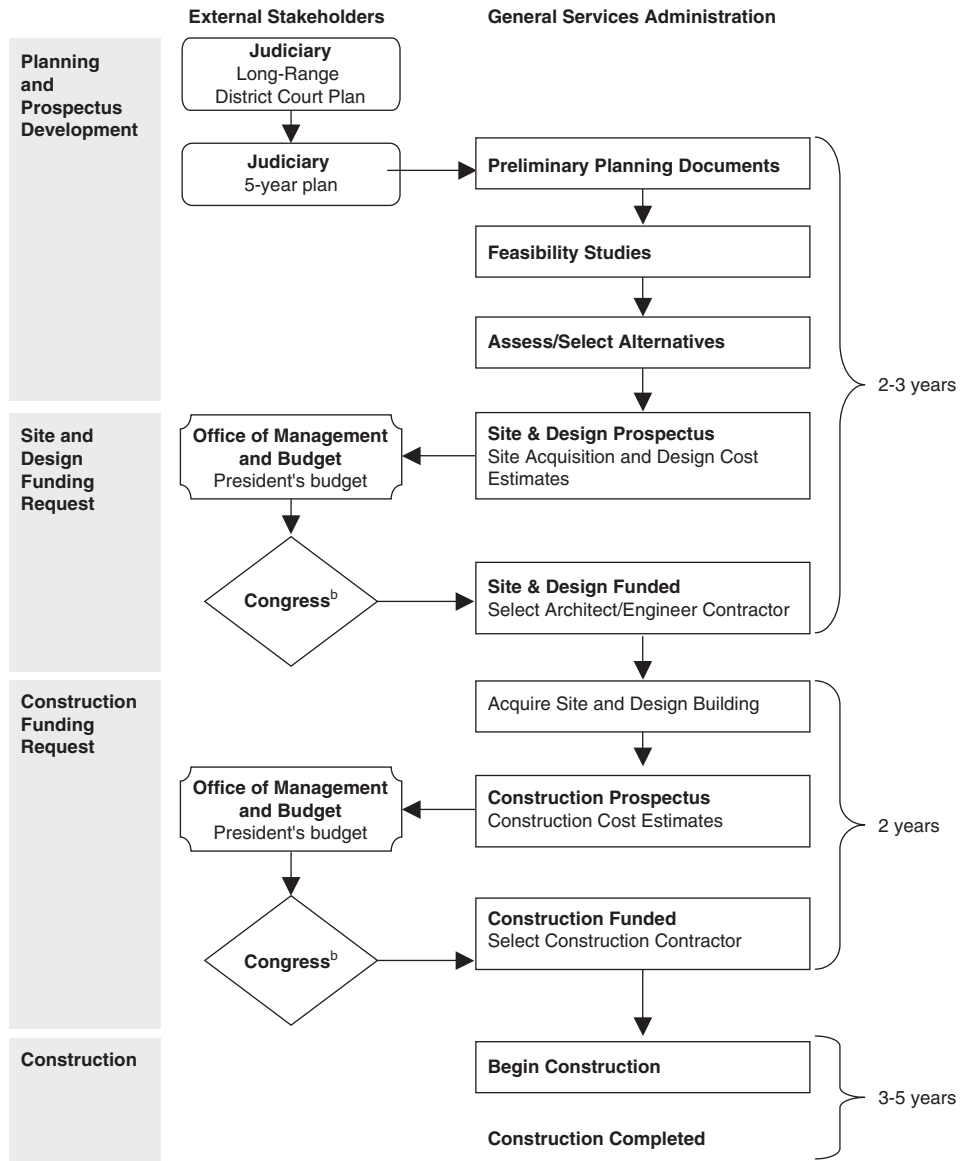 External Stakeholders
General Services Administration
Planning
and
Prospectus
Development
Judiciary
Long-Range
District Court Plan
Judiciary
5-year plan
Preliminary Planning Documents
Feasibility Studies
Assess/Select Alternatives
2-3 years
Site and
Design
Funding
Request
Office of Management
and Budget
President's budget
Site & Design Prospectus
Site Acquisition and Design Cost
Estimates
Congressb
Site & Design Funded
Select Architect/Engineer Contractor
Construction
Funding
Request
Acquire Site and Design Building
Office of Management
and Budget
President's budget
Construction Prospectus
Construction Cost Estimates
2 years
Congressb
Construction Funded
Select Construction Contractor
Construction
Begin Construction
3-5 years
Construction Completed